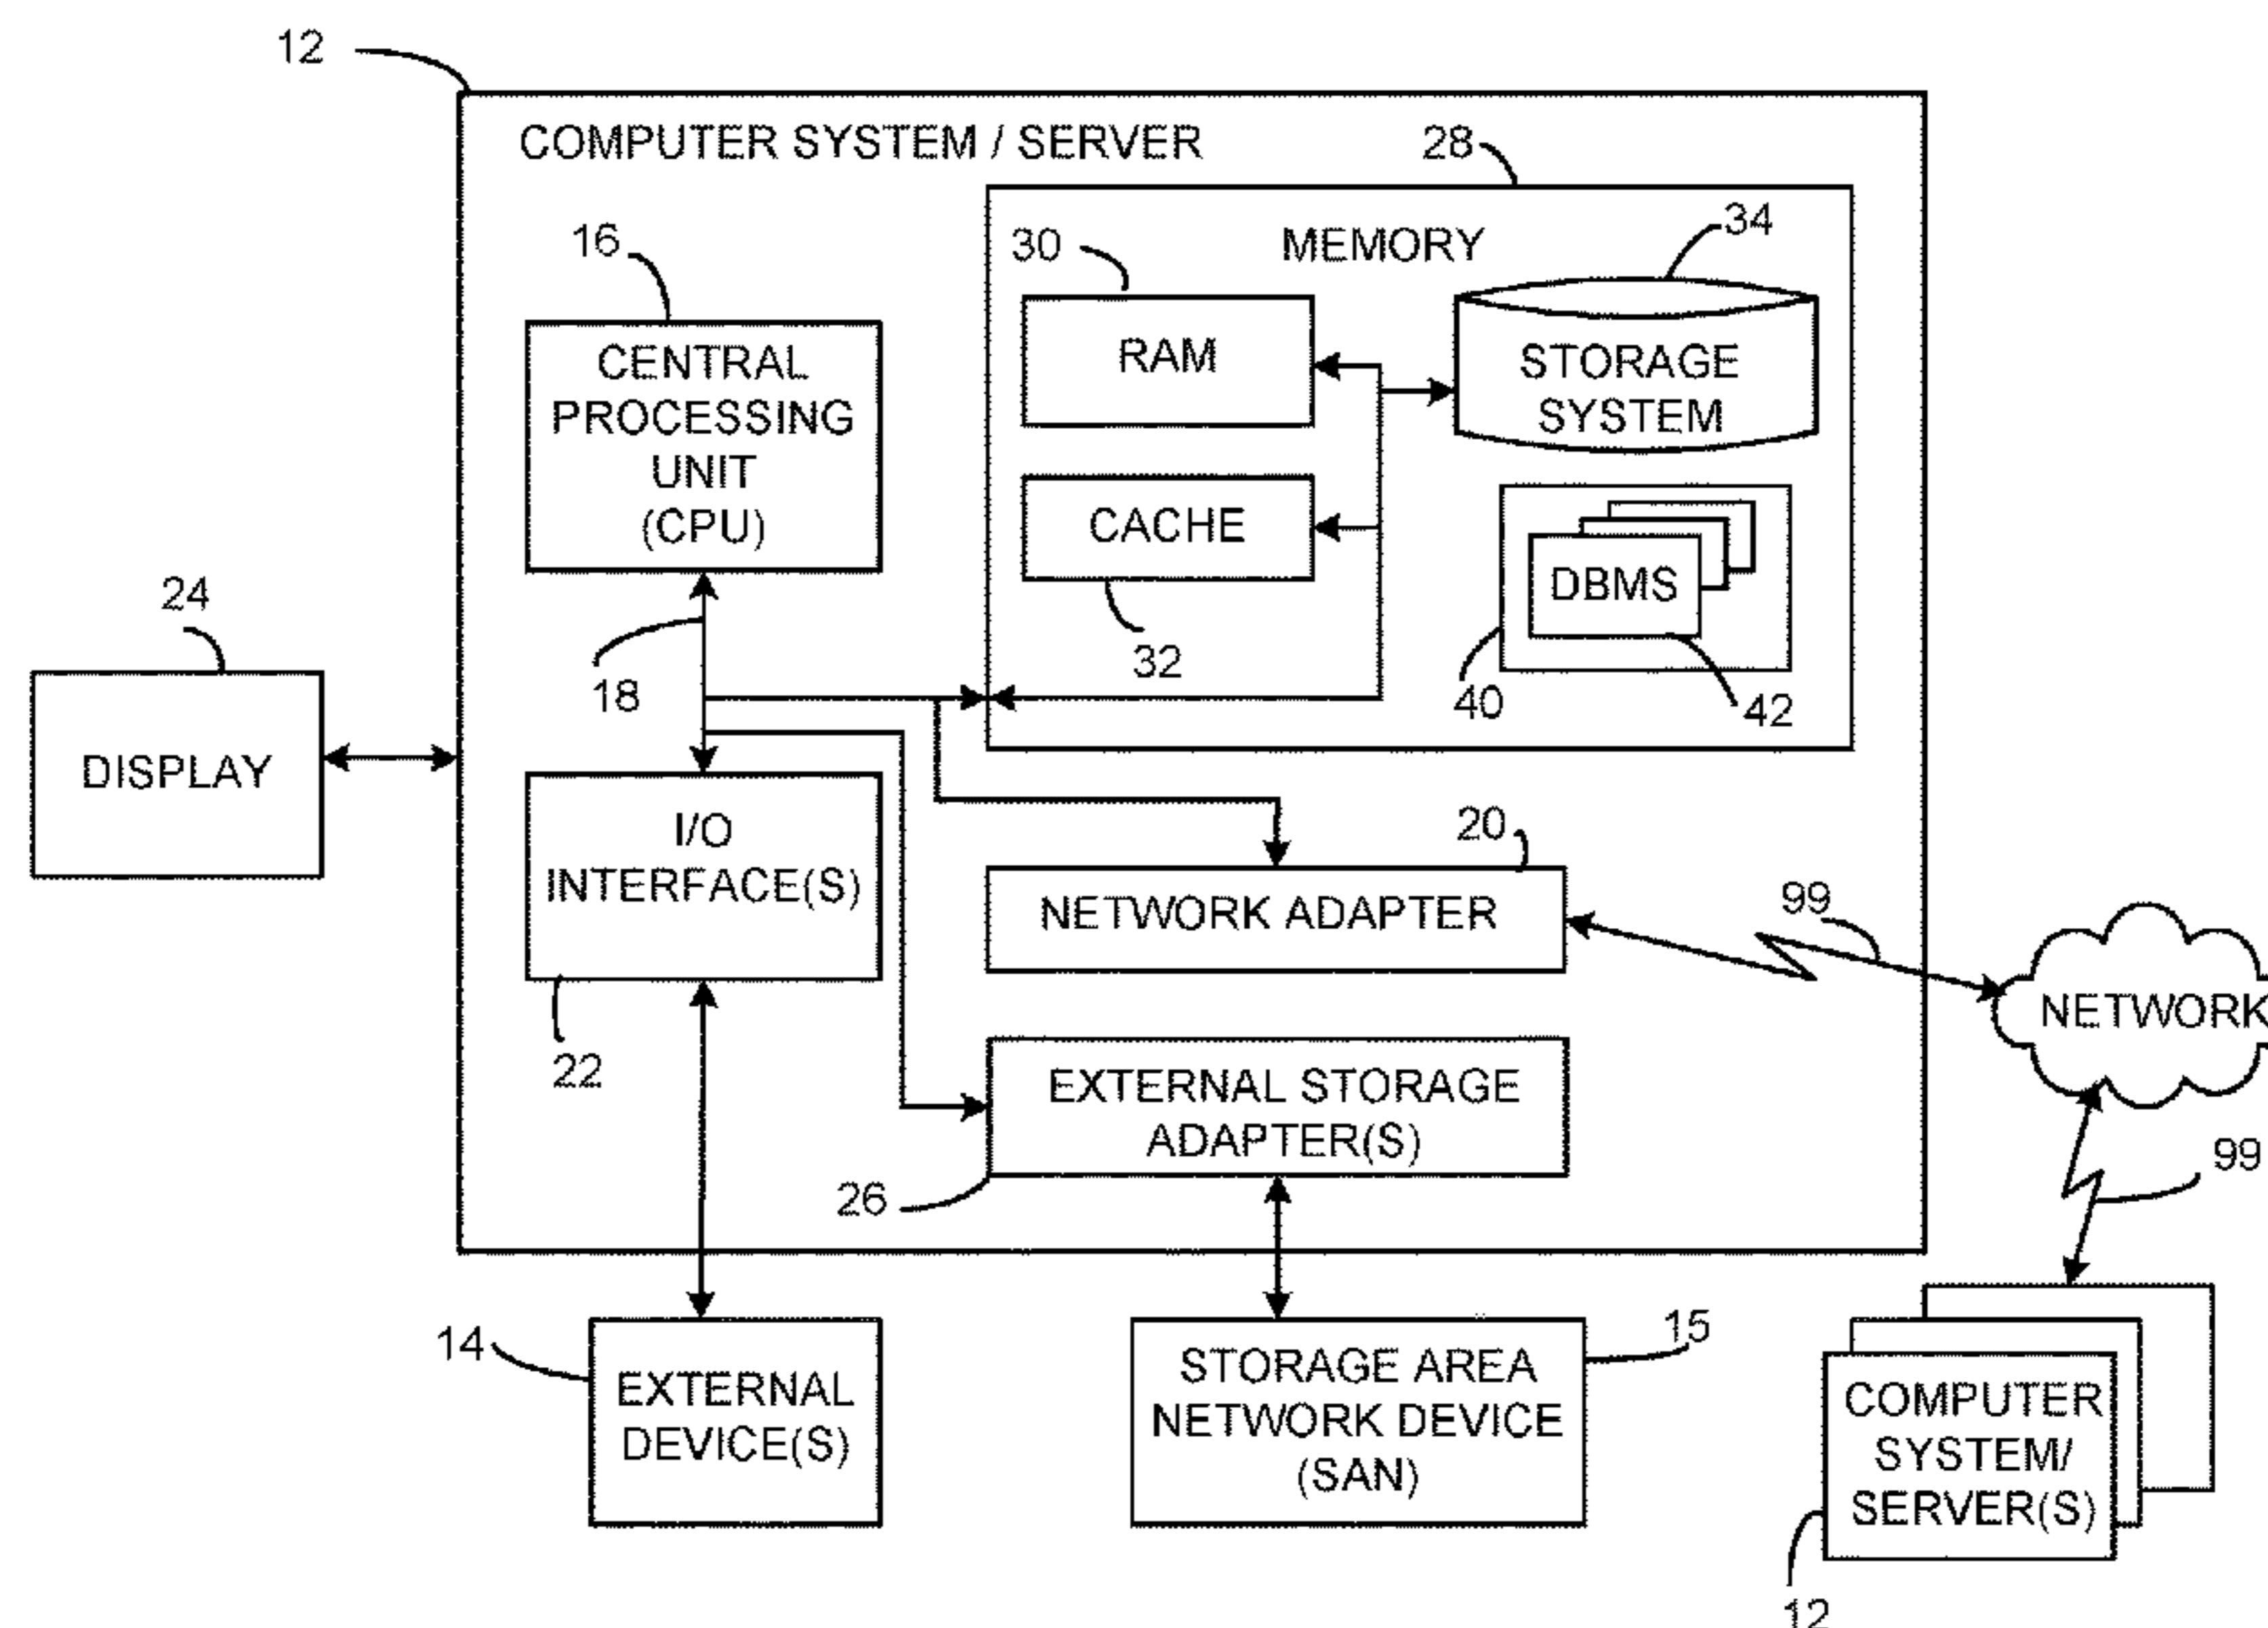 12
COMPUTER SYSTEM / SERVER
28
16
30
MEMORY
34
CENTRAL
PROCESSING
UNIT
(CPU)
RAM
STORAGE
SYSTEM
CACHE
DBMS
24
18
32
40
42
DISPLAY
I/O
INTERFACE(S)
20
NETWORK ADAPTER
99
NETWORK
22
EXTERNAL STORAGE
ADAPTER(S)
26
99
14
EXTERNAL
DEVICE(S)
STORAGE AREA
NETWORK DEVICE
(SAN)
15
COMPUTER
SYSTEM/
SERVER(S)
12